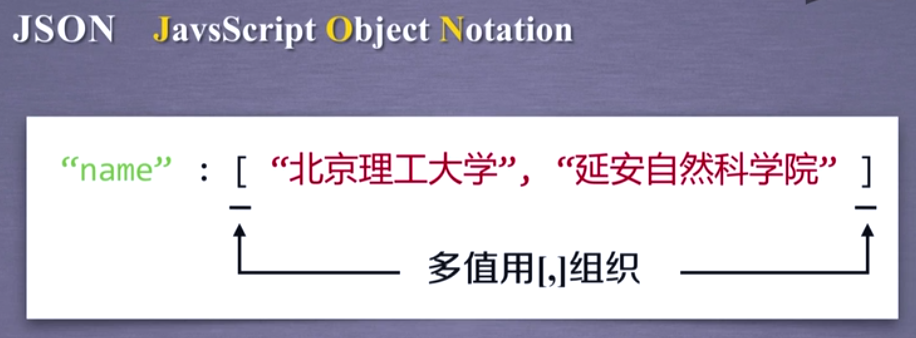 JSON JavsScript Object Notation
“name” : [ “北京理工大学”, “延安自然科学院” ]
多值用[,]组织